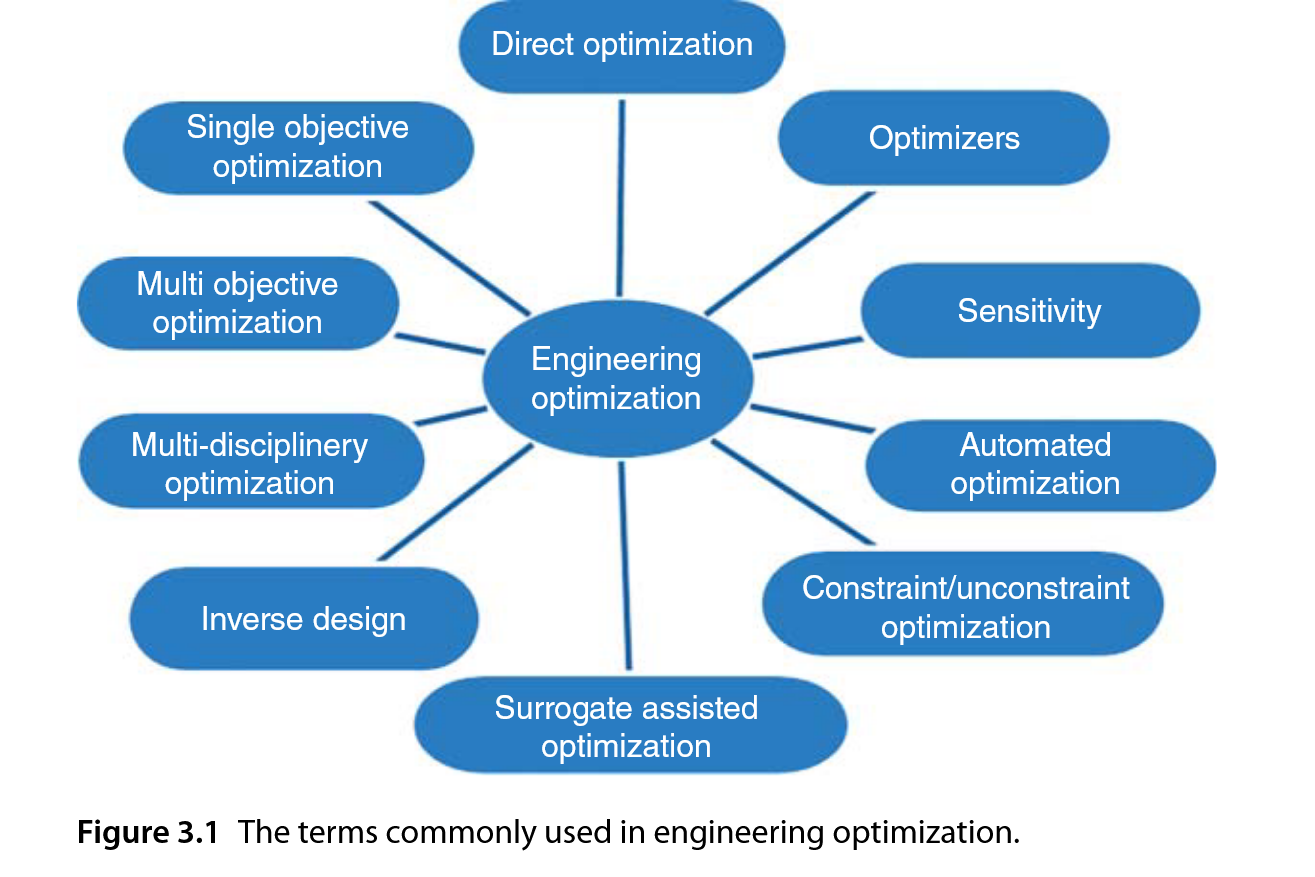 Direct optimization
Single objective
optimization
Optimizers
Multi objective
optimization
Sensitivity
Engineering
optimization
Multi-disciplinery
optimization
Automated
optimization
Inverse design
Constraint/unconstraint
optimization
Surrogate assisted
optimization
Figure 3.1 The terms commonly used in engineering optimization.